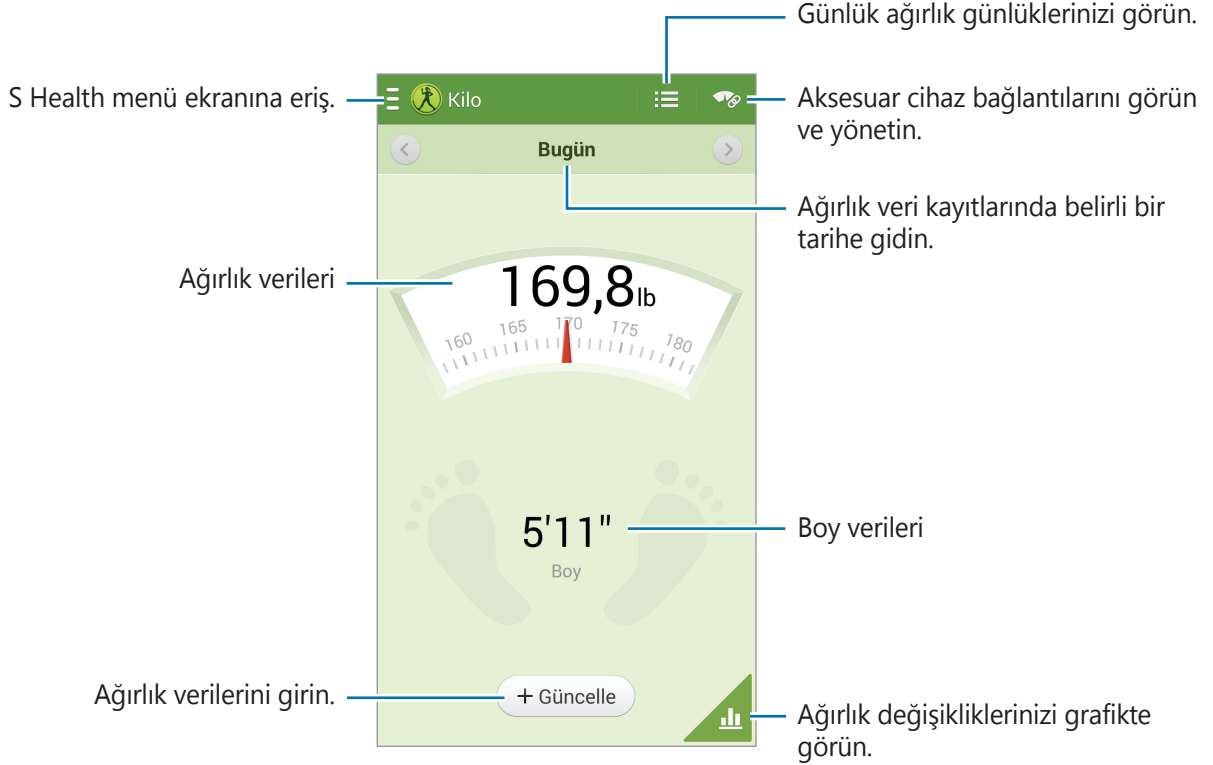 Günlük ağırlık günlüklerinizi görün.
S Health menü ekranına eriş.
Kilo
Aksesuar cihaz bağlantılarını görün
ve yönetin.
Bugün
Ağırlık veri kayıtlarında belirli bir
tarihe gidin.
Ağırlık verileri
169,8lb
160 165 170 175 180
5'11"
Boy
Boy verileri
Ağırlık verilerini girin.
+ Güncelle
Ağırlık değişikliklerinizi grafikte
görün.